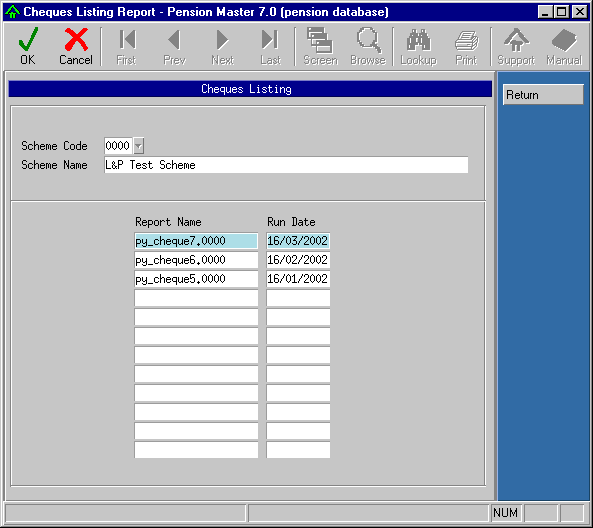 Cheques Listing Report - Pension Master 7.0 (pension database)
OK Cancel First Prev Next Last Screen Browse Lookup Print Support Manual
Cheques Listing
Return
Scheme Code 0000
Scheme Name L&P Test Scheme
Report Name Run Date
py_cheque7.0000 16/03/2002
py_cheque6.0000 16/02/2002
py_cheque5.0000 16/01/2002
NUM